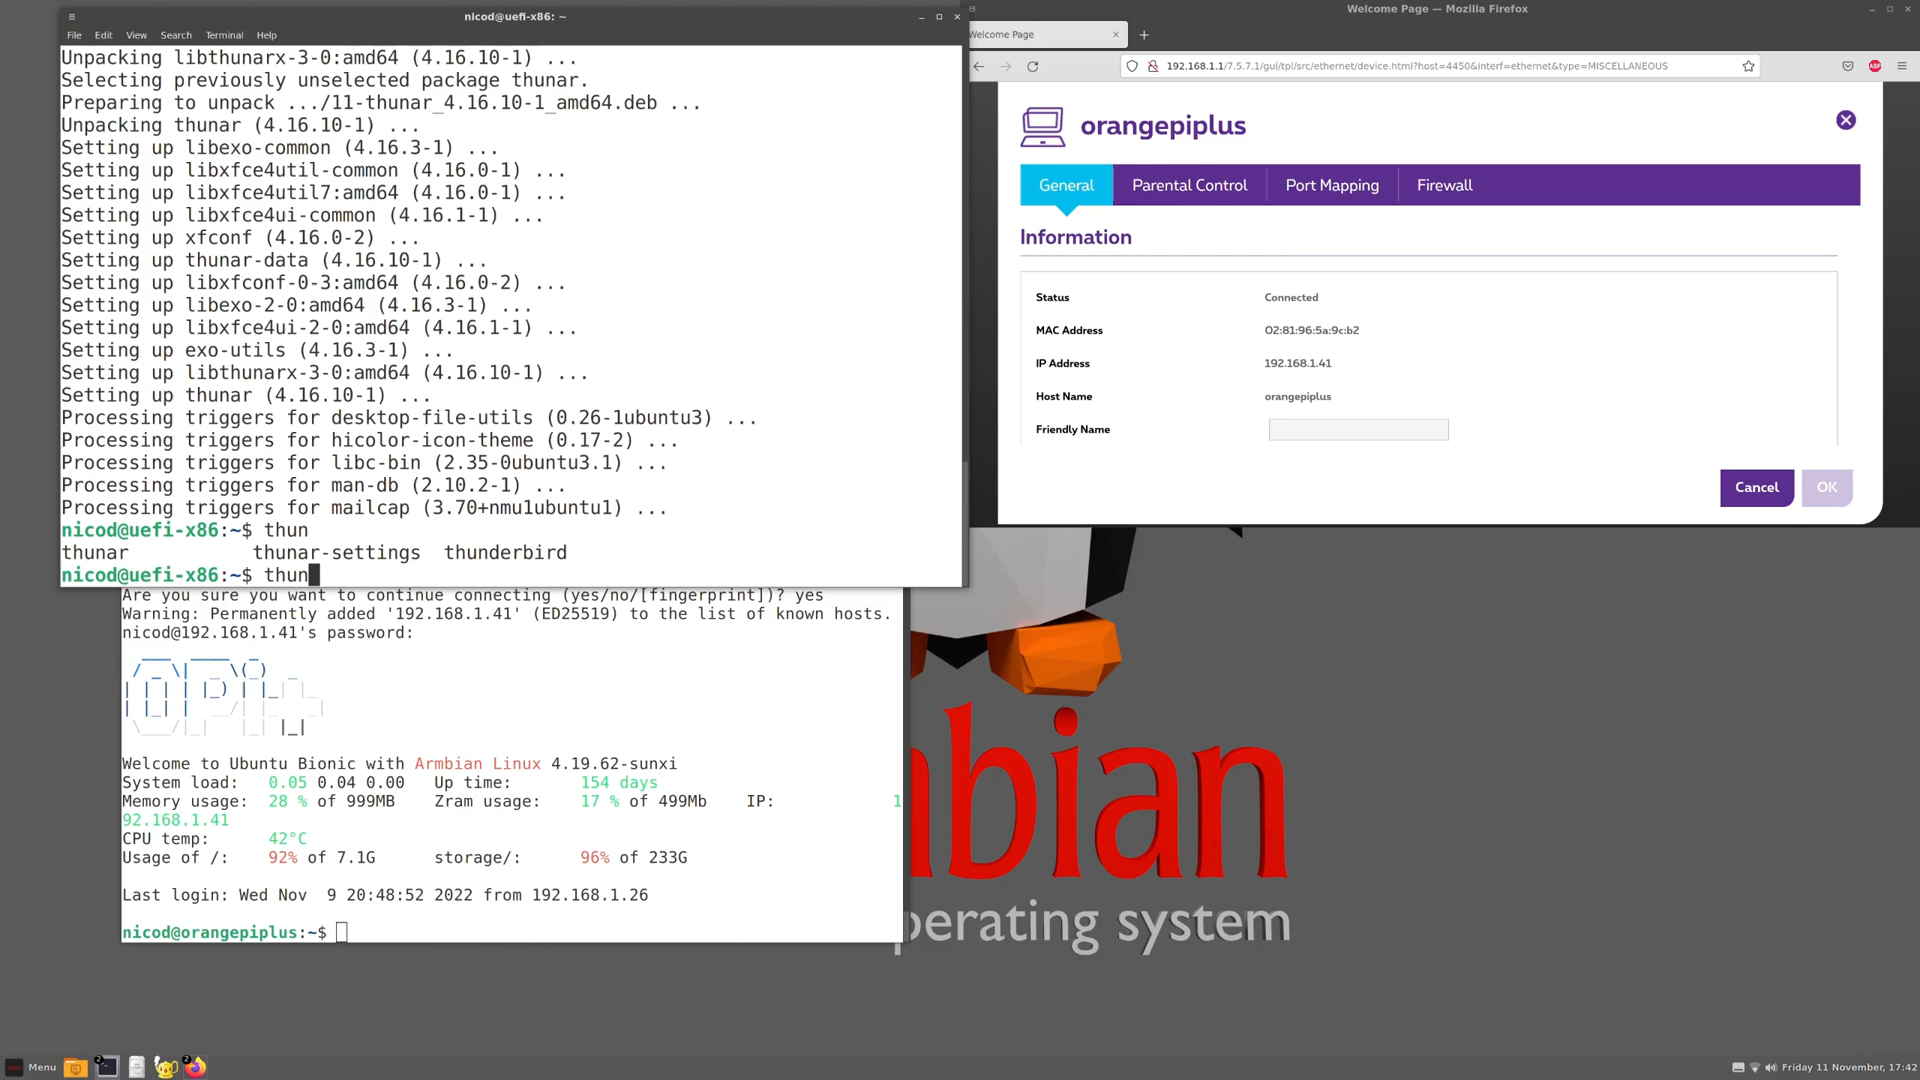 nicod@uefi-x86: ~
File Edit View Search Terminal Help
Unpacking libthunarx-3-0:amd64 (4.16.10-1) ...
Selecting previously unselected package thunar.
Preparing to unpack .../11-thunar_4.16.10-1_amd64.deb ...
Unpacking thunar (4.16.10-1) ...
Setting up libexo-common (4.16.3-1) ...
Setting up libxfce4util-common (4.16.0-1) ...
Setting up libxfce4util7:amd64 (4.16.0-1) ...
Setting up libxfce4ui-common (4.16.1-1) ...
Setting up xfconf (4.16.0-2) ...
Setting up thunar-data (4.16.10-1) ...
Setting up libxfconf-0-3:amd64 (4.16.0-2) ...
Setting up libexo-2-0:amd64 (4.16.3-1) ...
Setting up libxfce4ui-2-0:amd64 (4.16.1-1) ...
Setting up exo-utils (4.16.3-1) ...
Setting up libthunarx-3-0:amd64 (4.16.10-1) ...
Setting up thunar (4.16.10-1) ...
Processing triggers for desktop-file-utils (0.26-1ubuntu3) ...
Processing triggers for hicolor-icon-theme (0.17-2) ...
Processing triggers for libc-bin (2.35-0ubuntu3.1) ...
Processing triggers for man-db (2.10.2-1) ...
Processing triggers for mailcap (3.70+nmu1ubuntu1) ...
nicod@uefi-x86:~$ thun
thunar thunar-settings thunderbird
nicod@uefi-x86:~$ thun
Are you sure you want to continue connecting (yes/no/[fingerprint])? yes
Warning: Permanently added '192.168.1.41' (ED25519) to the list of known hosts.
nicod@192.168.1.41's password:
OPi+
Welcome to Ubuntu Bionic with Armbian Linux 4.19.62-sunxi
System load: 0.05 0.04 0.00 Up time: 154 days
Memory usage: 28 % of 999MB Zram usage: 17 % of 499Mb IP: 1
92.168.1.41
CPU temp: 42°C
Usage of /: 92% of 7.1G storage/: 96% of 233G
Last login: Wed Nov 9 20:48:52 2022 from 192.168.1.26
nicod@orangepiplus:~$
Welcome Page — Mozilla Firefox
Welcome Page
192.168.1.1/7.5.7.1/gui/tpi/src/ethernet/device.html?host=4450&interf=ethernet&type=MISCELLANEOUS
ABP
orangepiplus
General Parental Control Port Mapping Firewall
Information
Status Connected
MAC Address 02:81:96:5a:9c:b2
IP Address 192.168.1.41
Host Name orangepiplus
Friendly Name
Cancel OK
mbian
perating system
Menu 2 2
Friday 11 November, 17:42